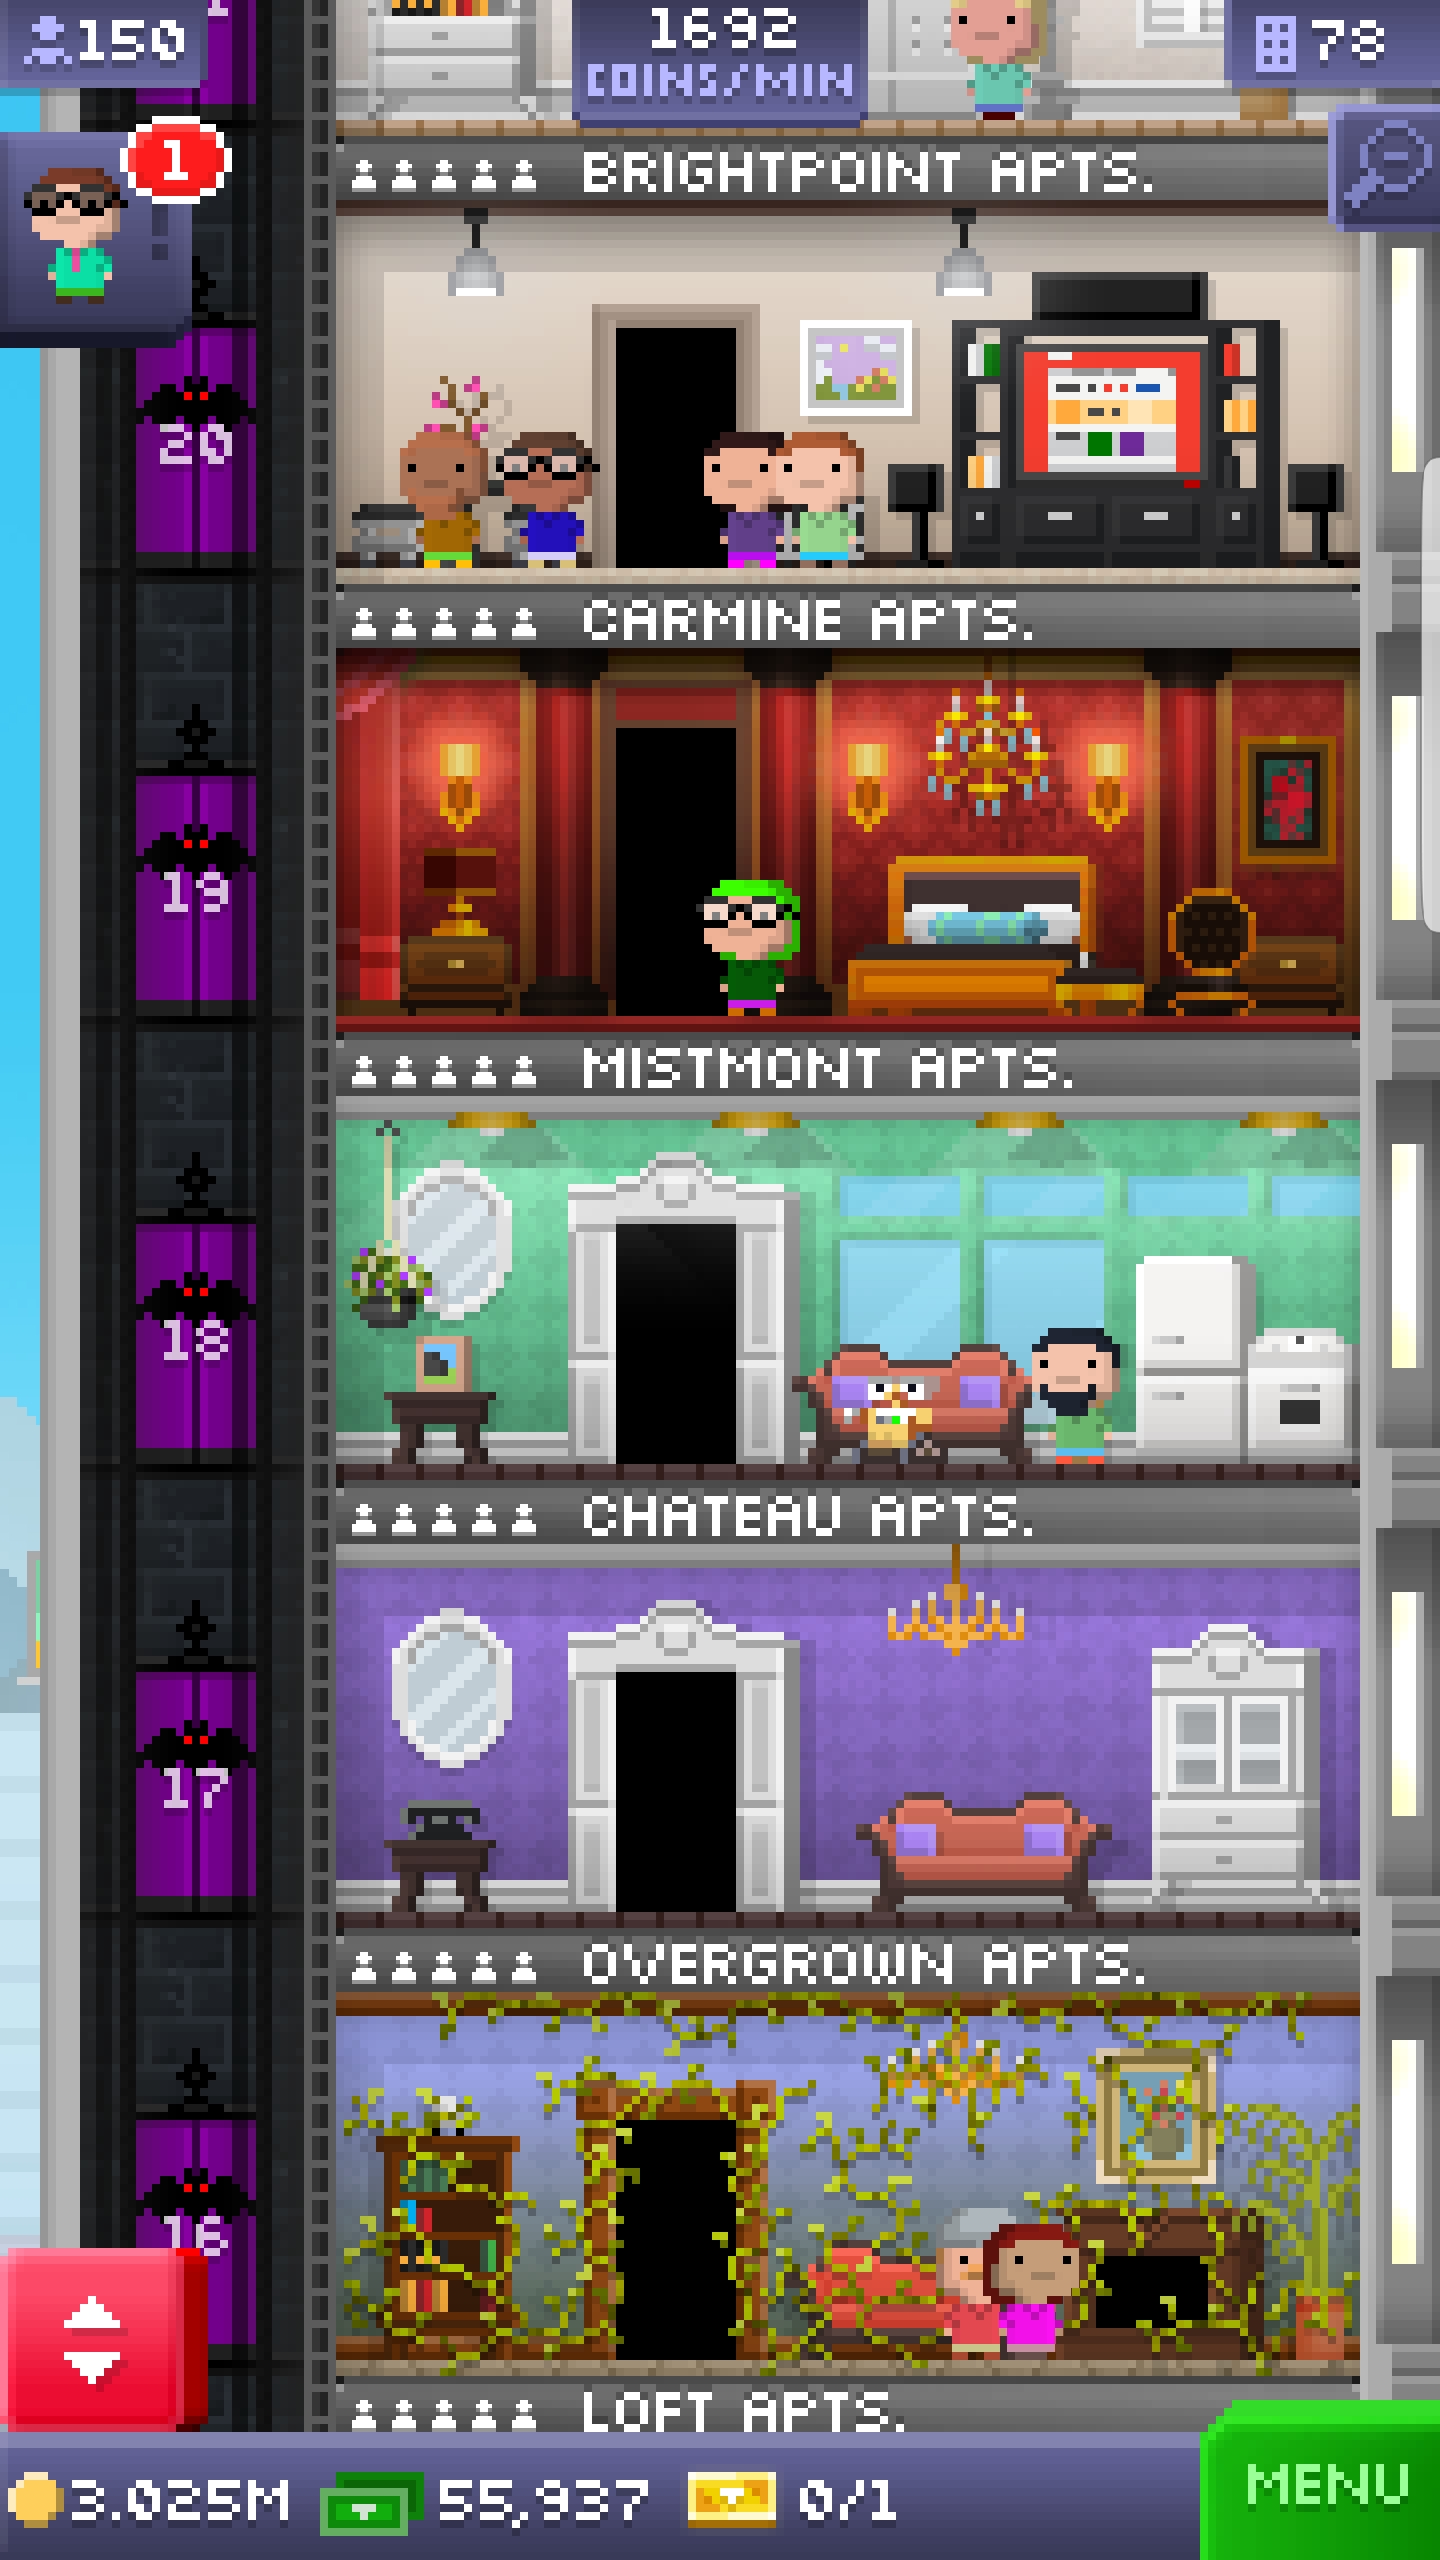 150
1692
COINS/MIN
78
1
BRIGHTPOINT APTS.
20
CARMINE APTS.
19
MISTMONT APTS.
18
CHATEAU APTS.
17
OVERGROWN APTS.
16
LOFT APTS.
3.025M 55,937 0/1
MENU